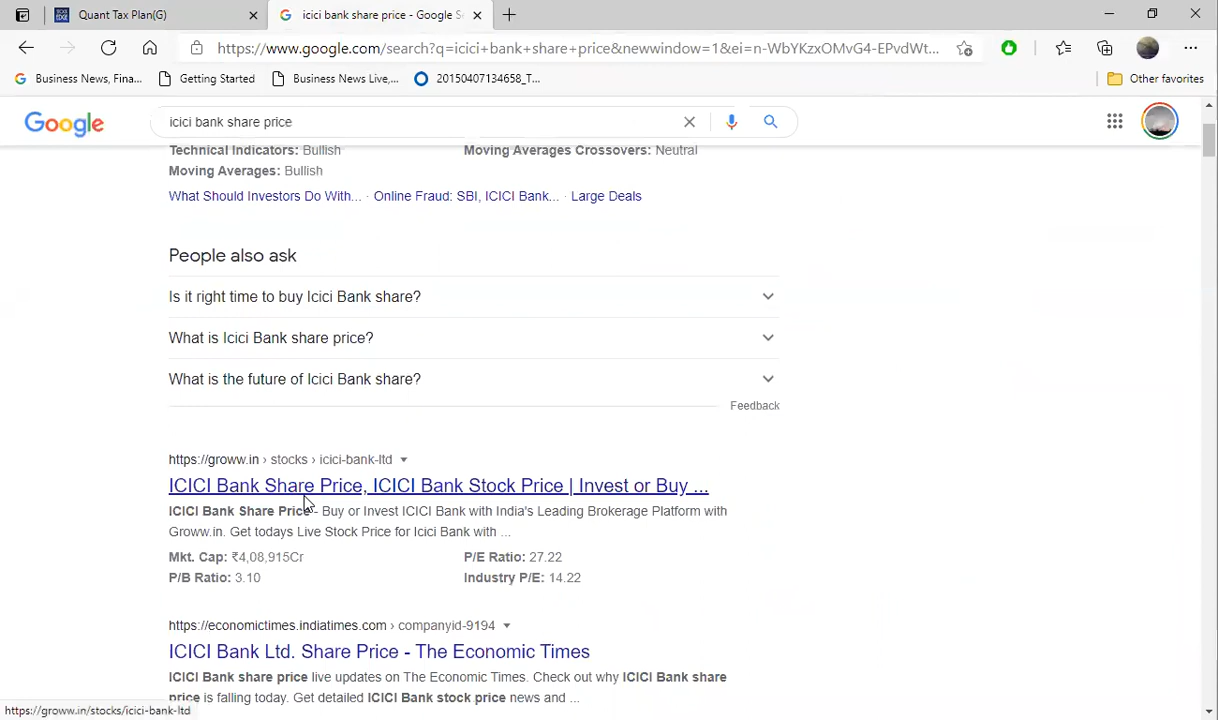 Quant Tax Plan(G)
icici bank share price - Google Se
https://www.google.com/search?q=icici+bank+share+price&newwindow=1&ei=n-WbYKzxOMvG4-EPvdWt...
Business News, Fina...
Getting Started
Business News Live,...
20150407134658_T...
Other favorites
Google
icici bank share price
Technical Indicators: Bullish
Moving Averages Crossovers: Neutral
Moving Averages: Bullish
What Should Investors Do With... · Online Fraud: SBI, ICICI Bank... · Large Deals
People also ask
Is it right time to buy Icici Bank share?
What is Icici Bank share price?
What is the future of Icici Bank share?
Feedback
https://groww.in › stocks › icici-bank-ltd
ICICI Bank Share Price, ICICI Bank Stock Price | Invest or Buy ...
ICICI Bank Share Price - Buy or Invest ICICI Bank with India's Leading Brokerage Platform with
Groww.in. Get todays Live Stock Price for Icici Bank with ...
Mkt. Cap: ₹4,08,915Cr
P/E Ratio: 27.22
P/B Ratio: 3.10
Industry P/E: 14.22
https://economictimes.indiatimes.com › companyid-9194
ICICI Bank Ltd. Share Price - The Economic Times
ICICI Bank share price live updates on The Economic Times. Check out why ICICI Bank share
price is falling today. Get detailed ICICI Bank stock price news and ...
https://groww.in/stocks/icici-bank-ltd